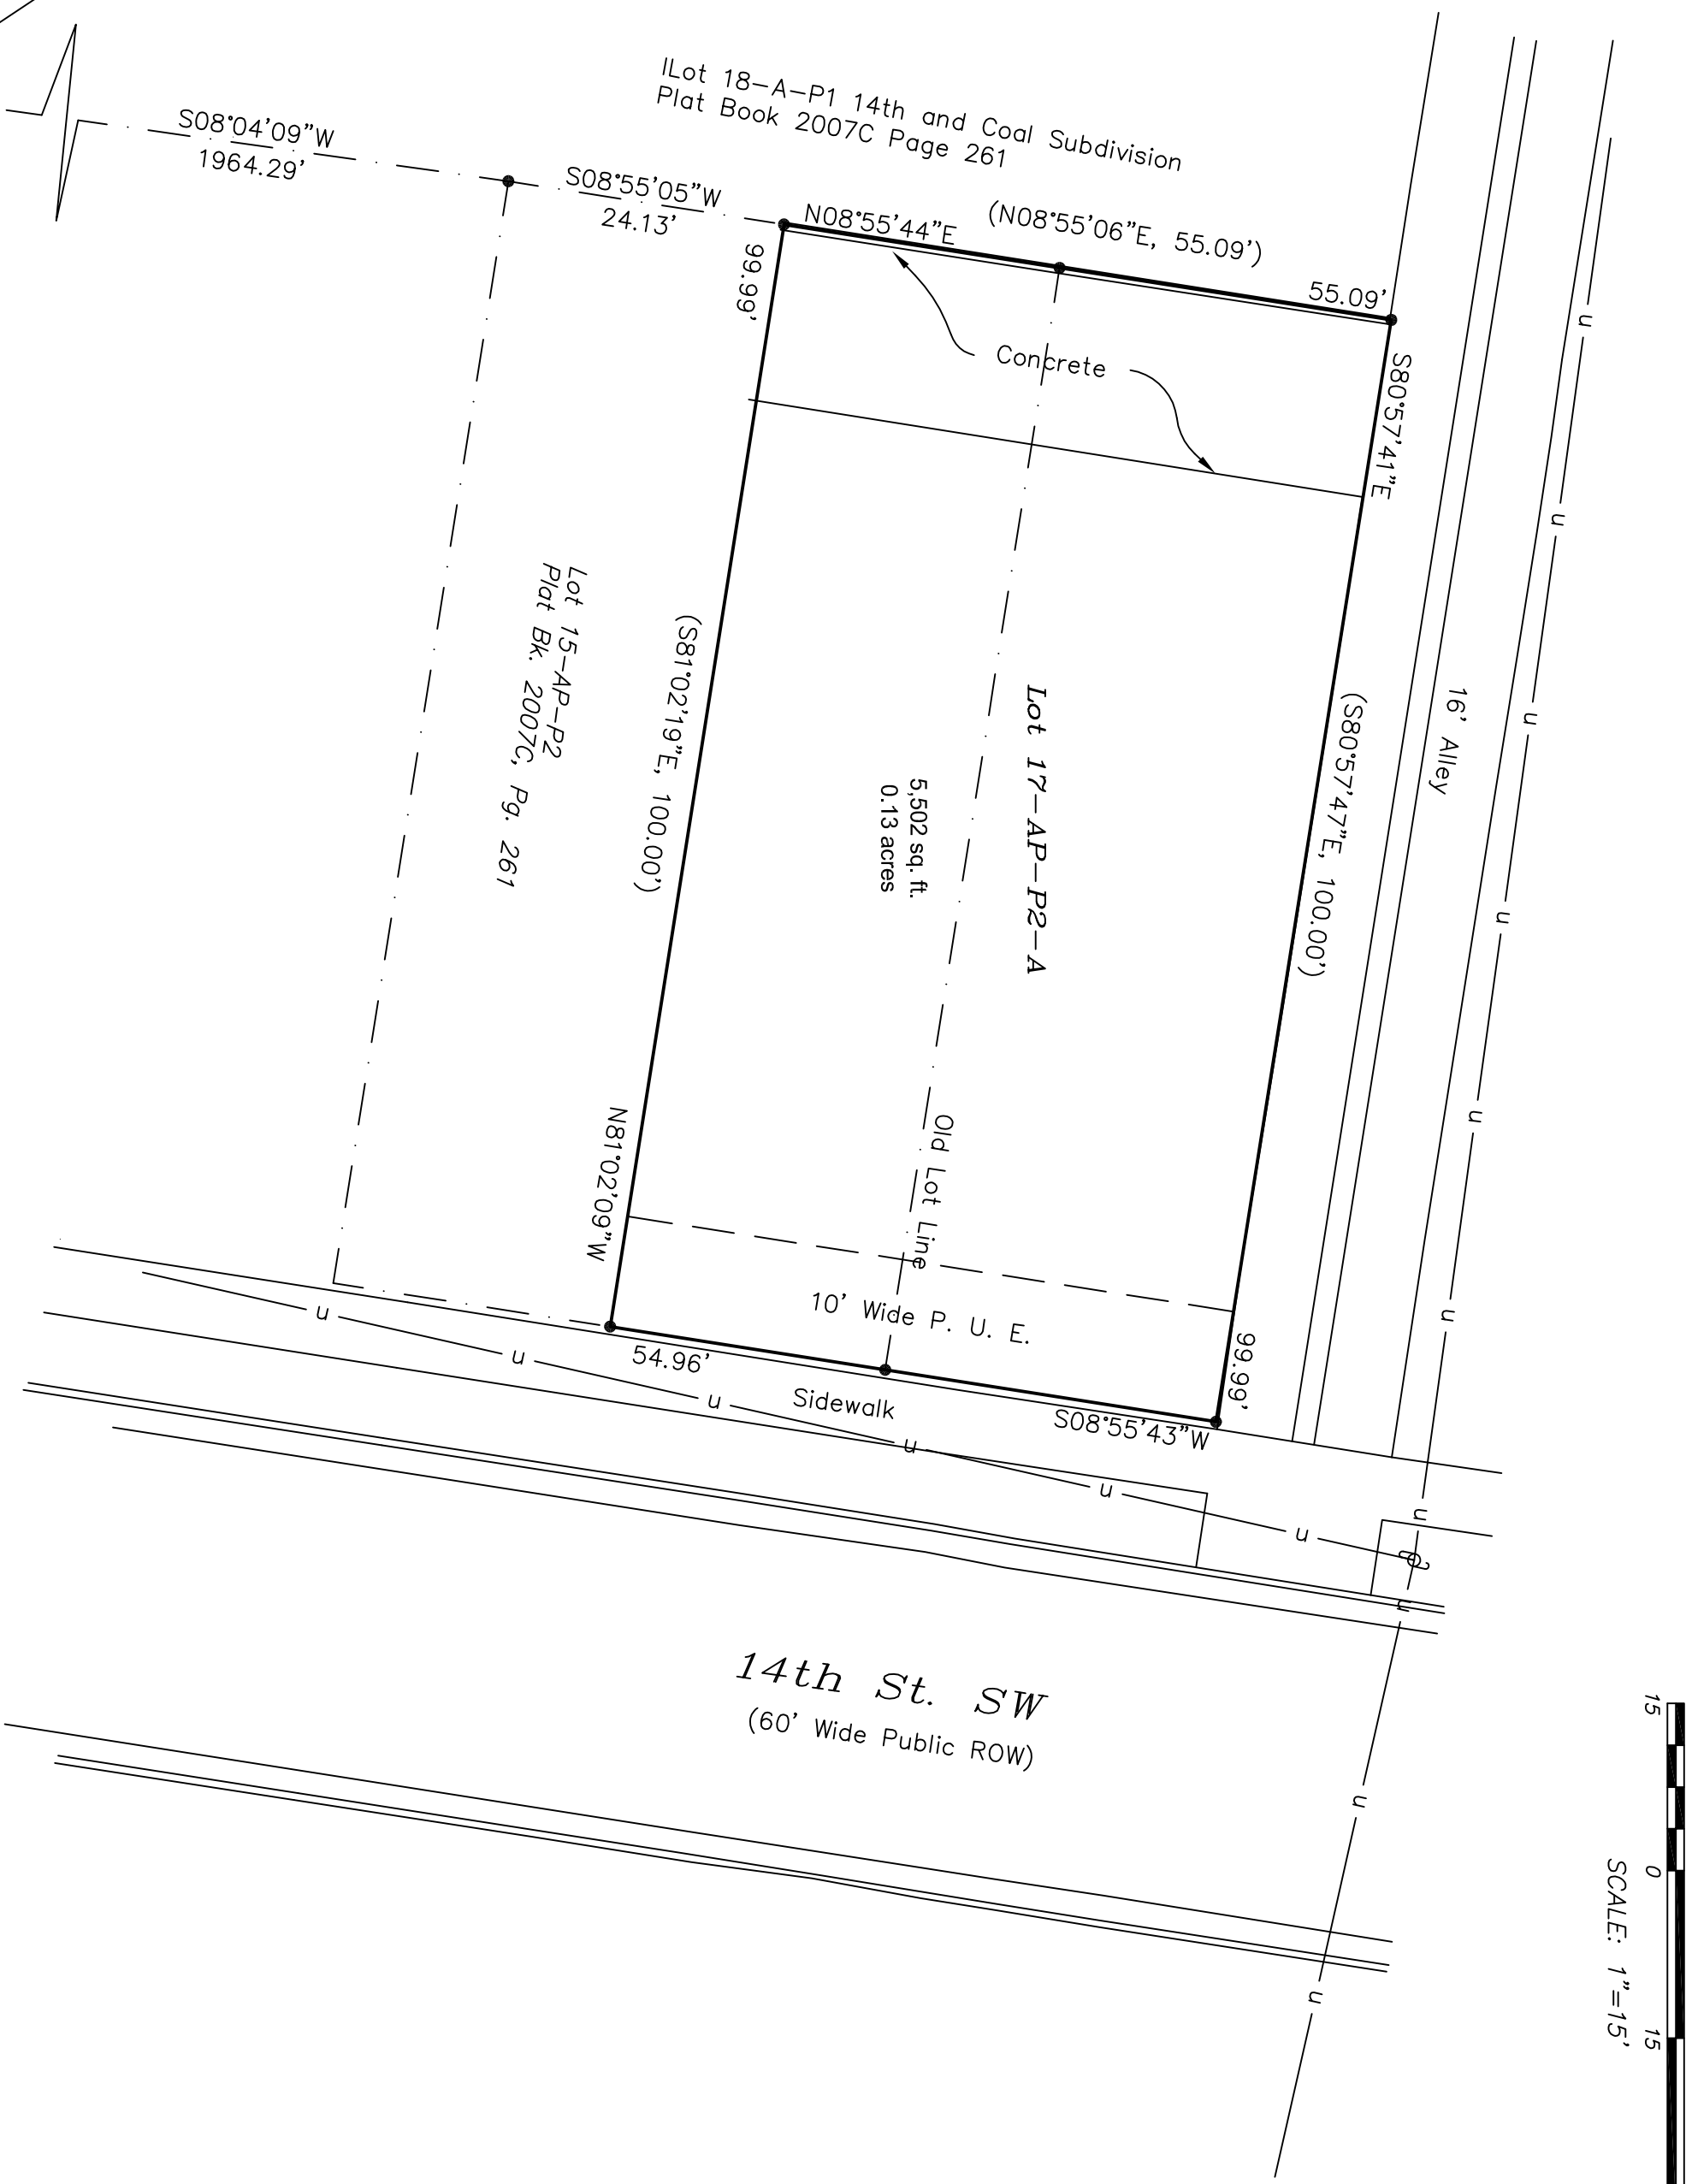 ILot 18-A-P1 14th and Coal Subdivision
Plat Book 2007C Page 261
S08°04'09"W
1964.29'
S08°55'05"W
24.13'
N08°55'44"E
(N08°55'06"E, 55.09')
55.09'
99.99'
Concrete
S80°57'41"E
(S80°57'47"E, 100.00')
16' Alley
u
u
u
u
u
u
u
u
Lot 15-AP-P2
Plat Bk. 2007C, Pg. 261
(S81°02'19"E, 100.00')
Lot 17-AP-P2-A
5,502 sq. ft.
0.13 acres
Old Lot Line
N81°02'09"W
10' Wide P. U. E.
99.99'
54.96'
Sidewalk
S08°55'43"W
u
u
u
u
u
u
u
u
u
14th St. SW
(60' Wide Public ROW)
15
0
15
SCALE: 1"=15'